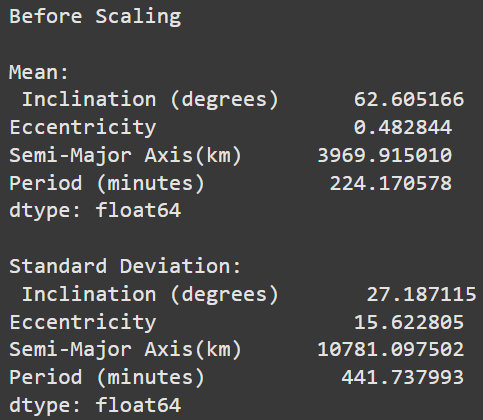 Before Scaling
Mean:
Inclination (degrees) 62.605166
Eccentricity 0.482844
Semi-Major Axis(km) 3969.915010
Period (minutes) 224.170578
dtype: float64
Standard Deviation:
Inclination (degrees) 27.187115
Eccentricity 15.622805
Semi-Major Axis(km) 10781.097502
Period (minutes) 441.737993
dtype: float64